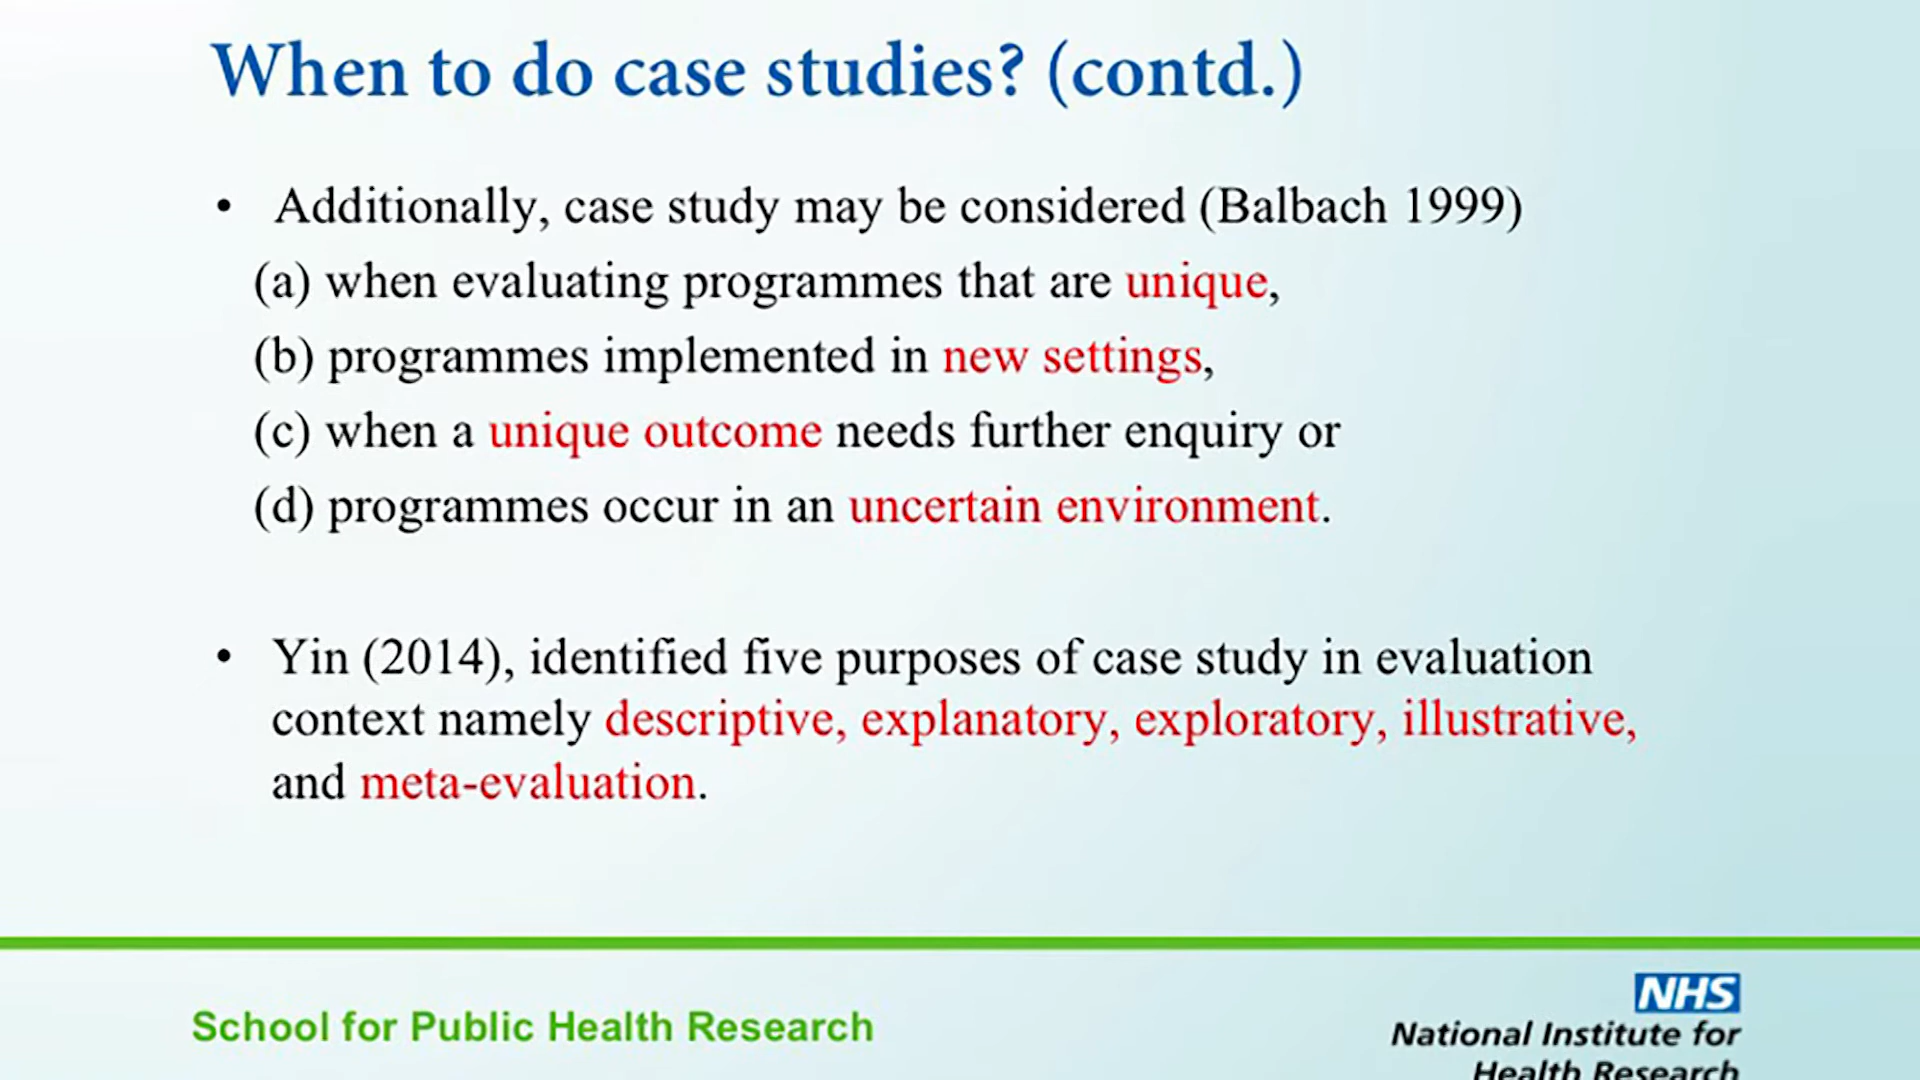 When to do case studies? (contd.)
• Additionally, case study may be considered (Balbach 1999)
(a) when evaluating programmes that are unique,
(b) programmes implemented in new settings,
(c) when a unique outcome needs further enquiry or
(d) programmes occur in an uncertain environment.
• Yin (2014), identified five purposes of case study in evaluation
context namely descriptive, explanatory, exploratory, illustrative,
and meta-evaluation.
School for Public Health Research
NHS
National Institute for
Health Research